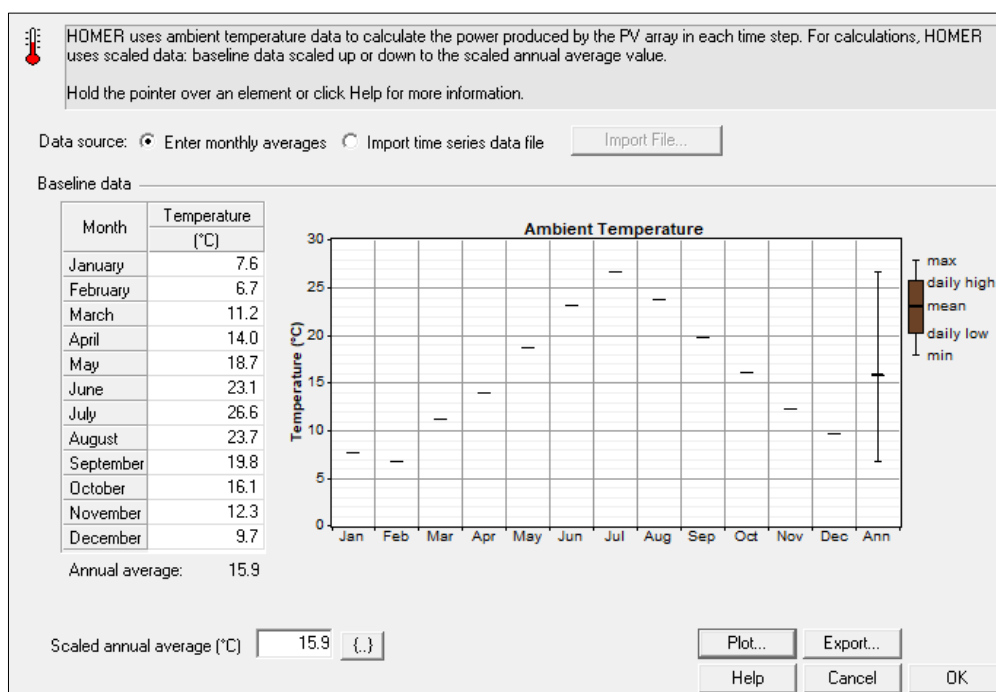 HOMER uses ambient temperature data to calculate the power produced by the PV array in each time step. For calculations, HOMER
uses scaled data: baseline data scaled up or down to the scaled annual average value.
Hold the pointer over an element or click Help for more information.
Data source: Enter monthly averages Import time series data file Import File...
Baseline data
Month Temperature
(°C)
January 7.6
February 6.7
March 11.2
April 14.0
May 18.7
June 23.1
July 26.6
August 23.7
September 19.8
October 16.1
November 12.3
December 9.7
Annual average: 15.9
Ambient Temperature
Temperature (°C)
30
25
20
15
10
5
0
Jan Feb Mar Apr May Jun Jul Aug Sep Oct Nov Dec Ann
max
daily high
mean
daily low
min
Scaled annual average (°C) 15.9 {..}
Plot... Export...
Help Cancel OK